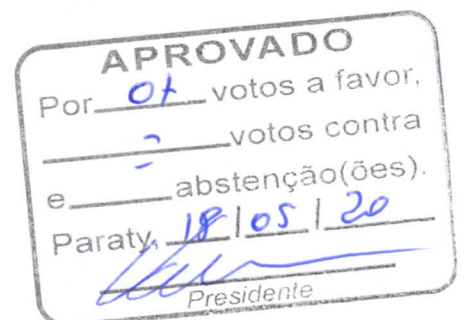 APROVADO
Por 07 votos a favor,
- votos contra
e abstenção(ões).
Paraty, 18/05/20
Presidente